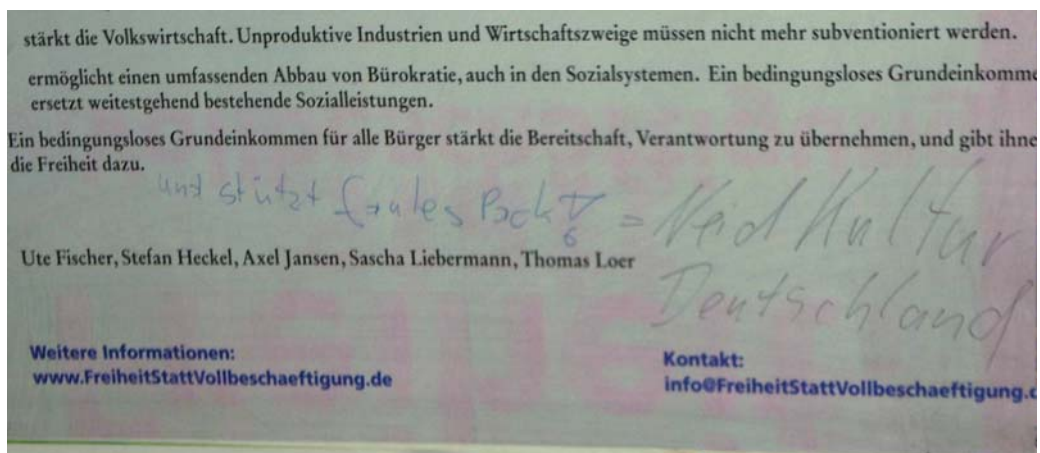 stärkt die Volkswirtschaft. Unproduktive Industrien und Wirtschaftszweige müssen nicht mehr subventioniert werden.
ermöglicht einen umfassenden Abbau von Bürokratie, auch in den Sozialsystemen. Ein bedingungsloses Grundeinkomme
ersetzt weitestgehend bestehende Sozialleistungen.
Ein bedingungsloses Grundeinkommen für alle Bürger stärkt die Bereitschaft, Verantwortung zu übernehmen, und gibt ihne
die Freiheit dazu.
und stützt faules Pack = Neid Kultur
Deutschland
Ute Fischer, Stefan Heckel, Axel Jansen, Sascha Liebermann, Thomas Loer
Weitere Informationen:
www.FreiheitStattVollbeschaeftigung.de
Kontakt:
info@FreiheitStattVollbeschaeftigung.d